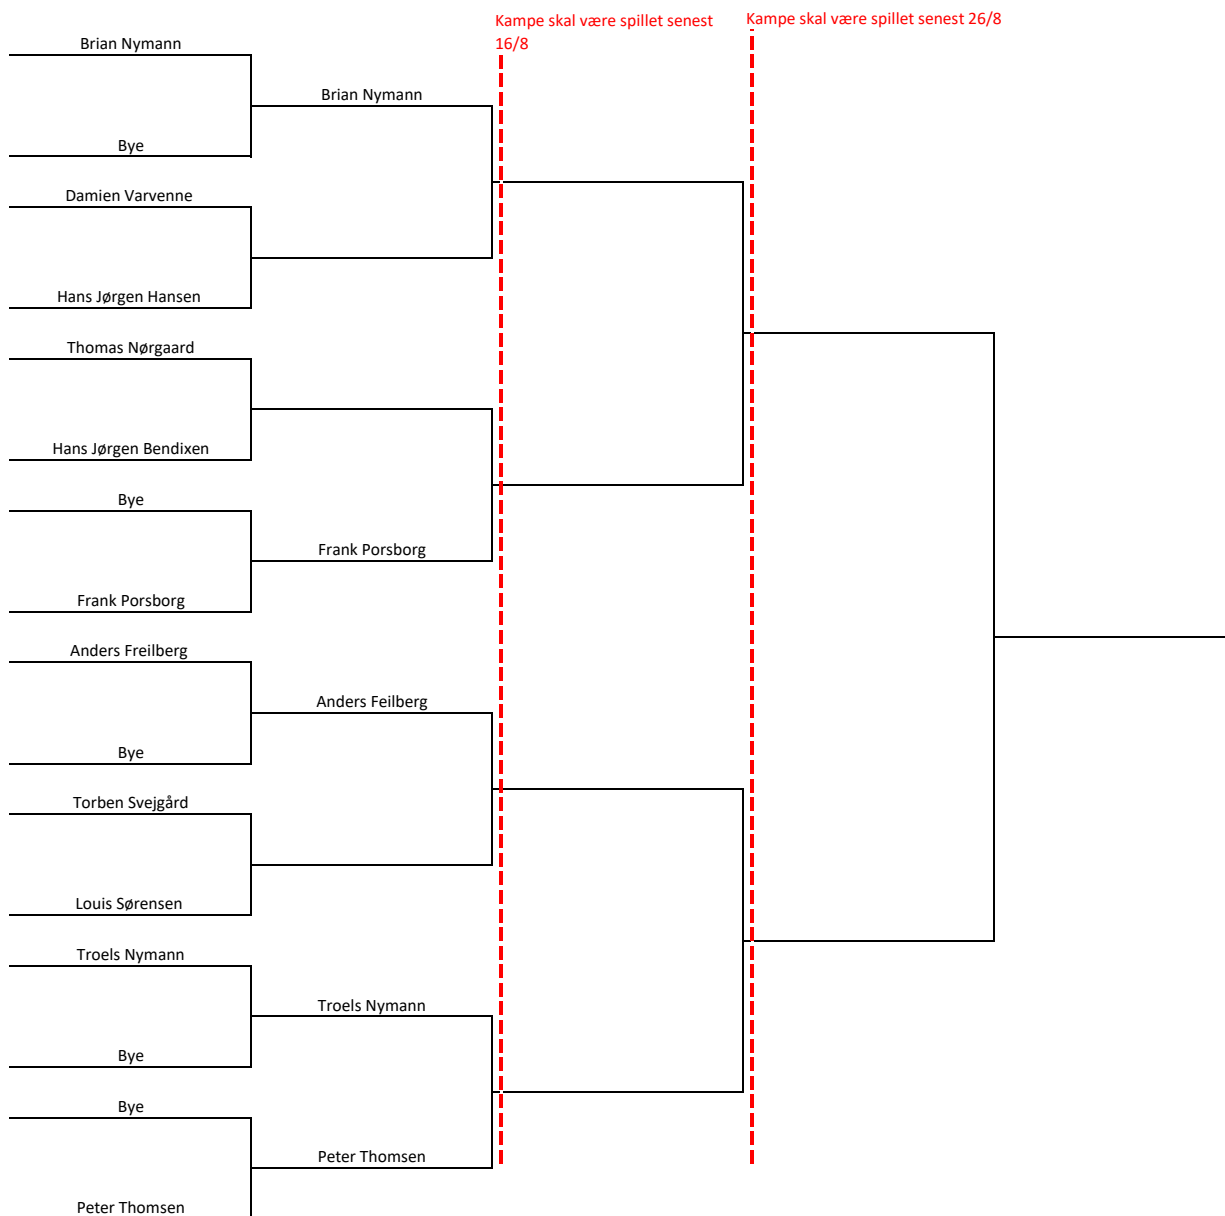 Kampe skal være spillet senest
16/8
Kampe skal være spillet senest 26/8
Brian Nymann
Brian Nymann
Bye
Damien Varvenne
Hans Jørgen Hansen
Thomas Nørgaard
Hans Jørgen Bendixen
Bye
Frank Porsborg
Frank Porsborg
Anders Freilberg
Anders Feilberg
Bye
Torben Svejgård
Louis Sørensen
Troels Nymann
Troels Nymann
Bye
Bye
Peter Thomsen
Peter Thomsen